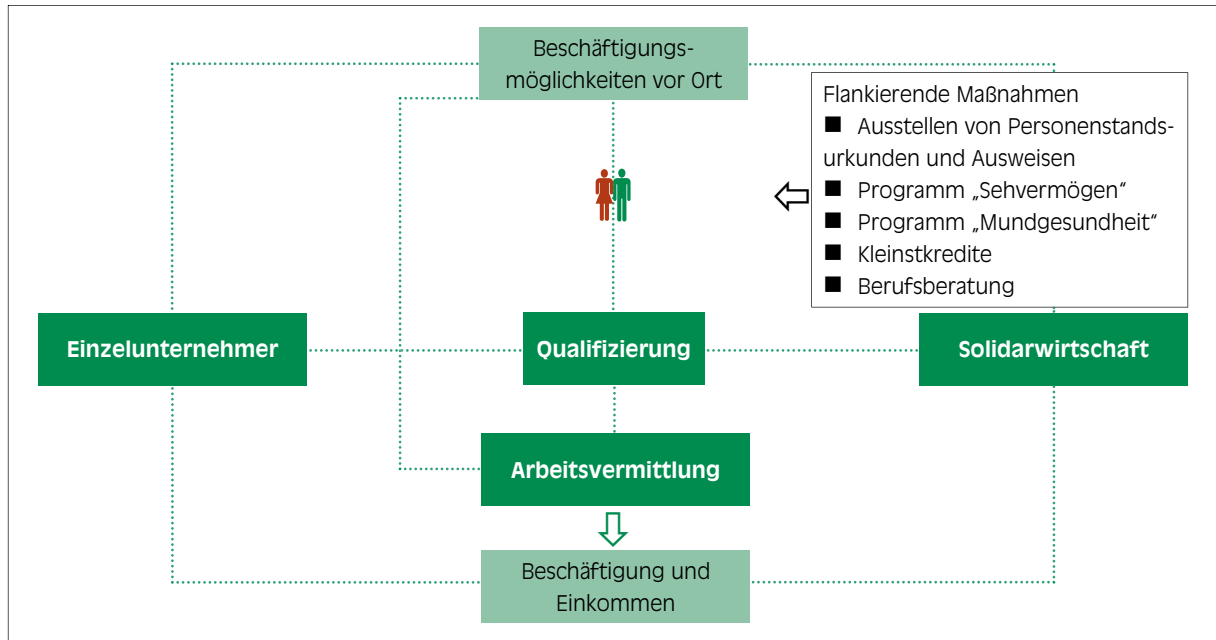 Beschäftigungs-
möglichkeiten vor Ort
Flankierende Maßnahmen
■ Ausstellen von Personenstands-
urkunden und Ausweisen
■ Programm „Sehvermögen“
■ Programm „Mundgesundheit“
■ Kleinstkredite
■ Berufsberatung
Einzelunternehmer
Qualifizierung
Solidarwirtschaft
Arbeitsvermittlung
Beschäftigung und
Einkommen